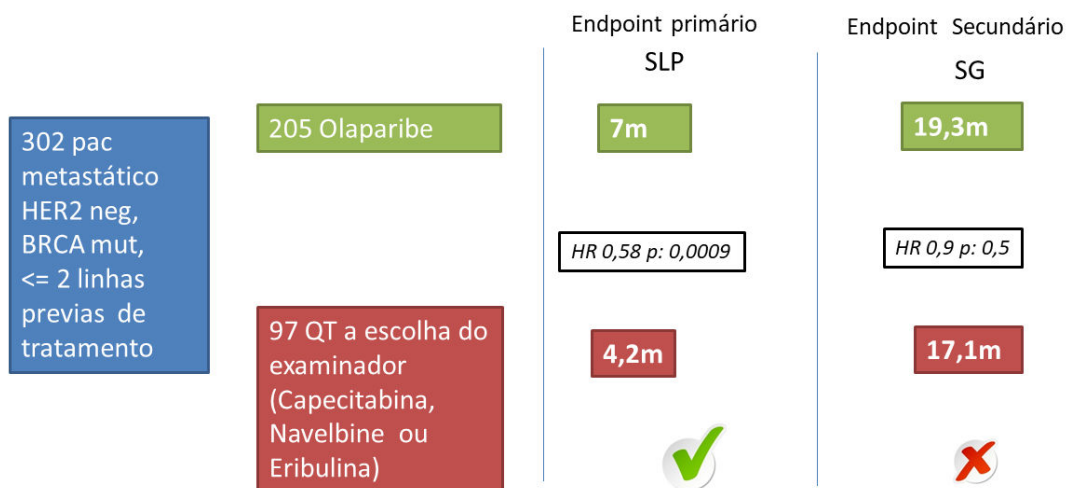 Endpoint primário
SLP
Endpoint Secundário
SG
302 pac
metastático
HER2 neg,
BRCA mut,
<= 2 linhas
previas de
tratamento
205 Olaparibe
7m
19,3m
HR 0,58 p: 0,0009
HR 0,9 p: 0,5
97 QT a escolha do
examinador
(Capecitabina,
Navelbine ou
Eribulina)
4,2m
17,1m